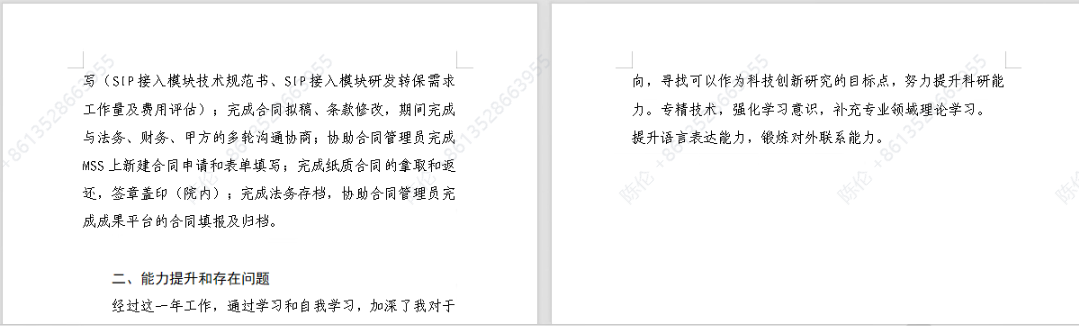 写（SIP接入模块技术规范书、SIP接入模块研发转保需求
工作量及费用评估）；完成合同拟稿、条款修改，期间完成
与法务、财务、甲方的多轮沟通协商；协助合同管理员完成
MSS上新建合同申请和表单填写；完成纸质合同的拿取和返
还，签章盖印（院内）；完成法务存档，协助合同管理员完
成成果平台的合同填报及归档。
二、能力提升和存在问题
经过这一年工作，通过学习和自我学习，加深了我对于
向，寻找可以作为科技创新研究的目标点，努力提升科研能
力。专精技术，强化学习意识，补充专业领域理论学习。
提升语言表达能力，锻炼对外联系能力。
陈伦 +8613528663955